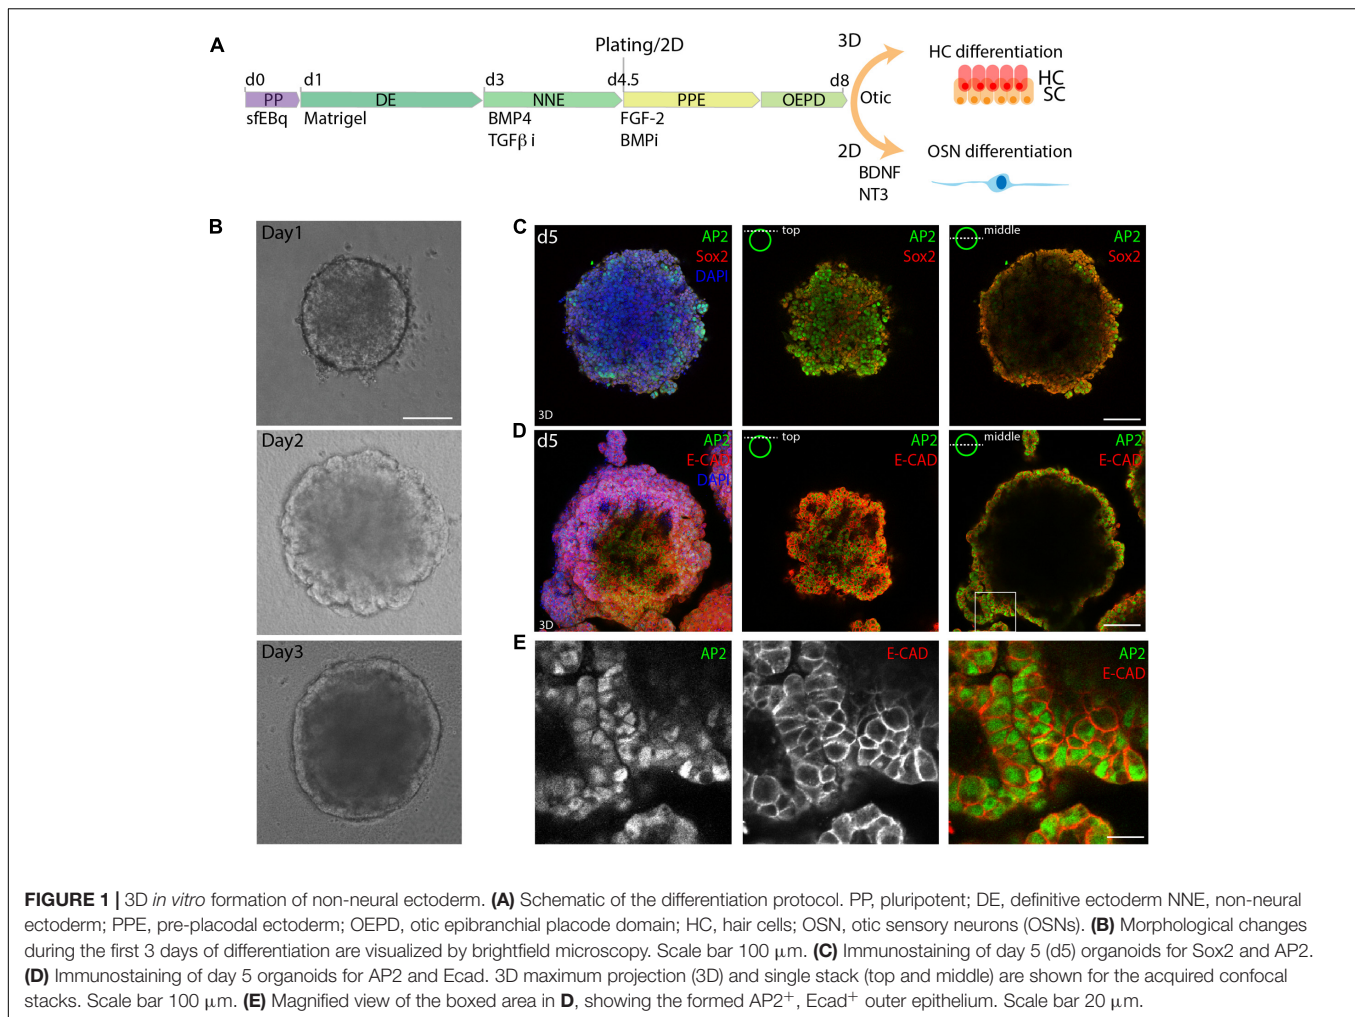 A
Plating/2D
3D
HC differentiation
d0
d1
d3
d4.5
d8
PP
DE
NNE
PPE
OEPD
Otic
HC
SC
sfEBq
Matrigel
BMP4
TGFβ i
FGF-2
BMPi
2D
OSN differentiation
BDNF
NT3
B
Day1
Day2
Day3
C
d5
AP2
Sox2
DAPI
3D
top
AP2
Sox2
middle
AP2
Sox2
D
d5
AP2
E-CAD
DAPI
3D
top
AP2
E-CAD
middle
AP2
E-CAD
E
AP2
E-CAD
AP2
E-CAD
FIGURE 1 | 3D in vitro formation of non-neural ectoderm. (A) Schematic of the differentiation protocol. PP, pluripotent; DE, definitive ectoderm NNE, non-neural
ectoderm; PPE, pre-placodal ectoderm; OEPD, otic epibranchial placode domain; HC, hair cells; OSN, otic sensory neurons (OSNs). (B) Morphological changes
during the first 3 days of differentiation are visualized by brightfield microscopy. Scale bar 100 μm. (C) Immunostaining of day 5 (d5) organoids for Sox2 and AP2.
(D) Immunostaining of day 5 organoids for AP2 and Ecad. 3D maximum projection (3D) and single stack (top and middle) are shown for the acquired confocal
stacks. Scale bar 100 μm. (E) Magnified view of the boxed area in D, showing the formed AP2⁺, Ecad⁺ outer epithelium. Scale bar 20 μm.